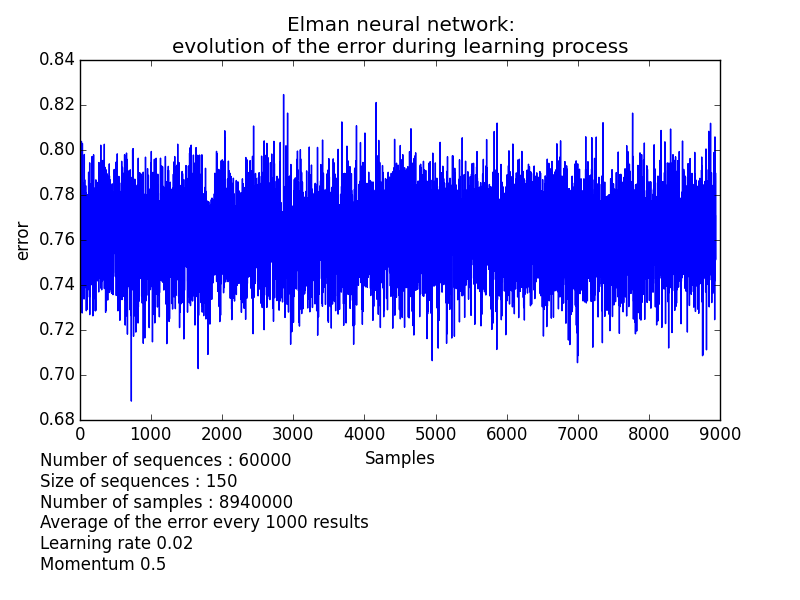 Elman neural network:
evolution of the error during learning process
0.84
0.82
0.80
0.78
0.76
0.74
0.72
0.70
0.68
error
0 1000 2000 3000 4000 5000 6000 7000 8000 9000
Samples
Number of sequences : 60000
Size of sequences : 150
Number of samples : 8940000
Average of the error every 1000 results
Learning rate 0.02
Momentum 0.5